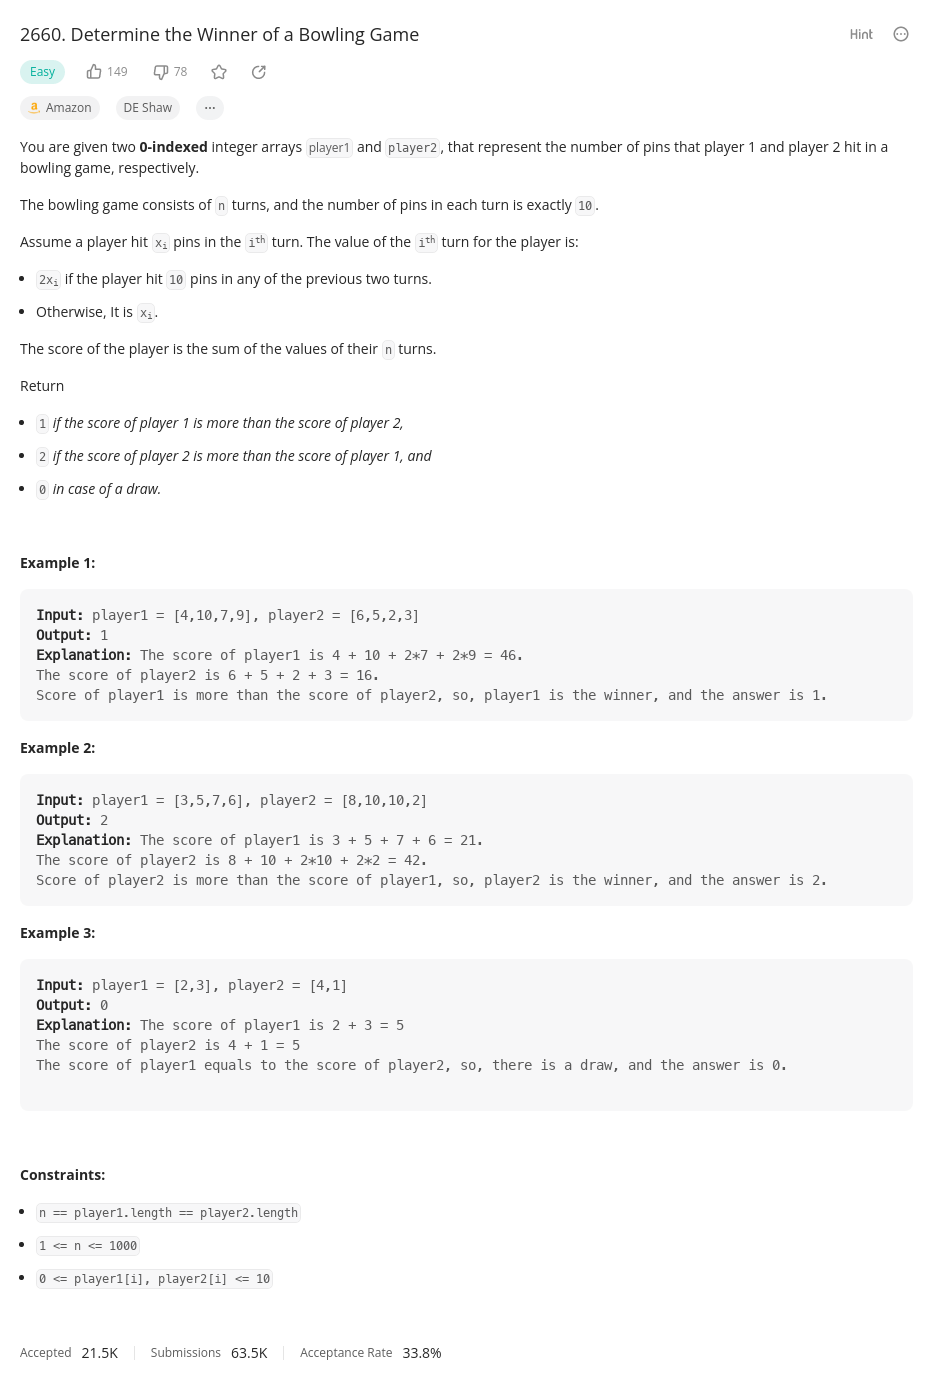 2660. Determine the Winner of a Bowling Game
Hint
Easy 149 78
Amazon DE Shaw
You are given two 0-indexed integer arrays player1 and player2, that represent the number of pins that player 1 and player 2 hit in a
bowling game, respectively.
The bowling game consists of n turns, and the number of pins in each turn is exactly 10.
Assume a player hit xᵢ pins in the iᵗʰ turn. The value of the iᵗʰ turn for the player is:
• 2xᵢ if the player hit 10 pins in any of the previous two turns.
• Otherwise, It is xᵢ.
The score of the player is the sum of the values of their n turns.
Return
• 1 if the score of player 1 is more than the score of player 2,
• 2 if the score of player 2 is more than the score of player 1, and
• 0 in case of a draw.
Example 1:
Input: player1 = [4,10,7,9], player2 = [6,5,2,3]
Output: 1
Explanation: The score of player1 is 4 + 10 + 2*7 + 2*9 = 46.
The score of player2 is 6 + 5 + 2 + 3 = 16.
Score of player1 is more than the score of player2, so, player1 is the winner, and the answer is 1.
Example 2:
Input: player1 = [3,5,7,6], player2 = [8,10,10,2]
Output: 2
Explanation: The score of player1 is 3 + 5 + 7 + 6 = 21.
The score of player2 is 8 + 10 + 2*10 + 2*2 = 42.
Score of player2 is more than the score of player1, so, player2 is the winner, and the answer is 2.
Example 3:
Input: player1 = [2,3], player2 = [4,1]
Output: 0
Explanation: The score of player1 is 2 + 3 = 5
The score of player2 is 4 + 1 = 5
The score of player1 equals to the score of player2, so, there is a draw, and the answer is 0.
Constraints:
• n == player1.length == player2.length
• 1 <= n <= 1000
• 0 <= player1[i], player2[i] <= 10
Accepted 21.5K Submissions 63.5K Acceptance Rate 33.8%